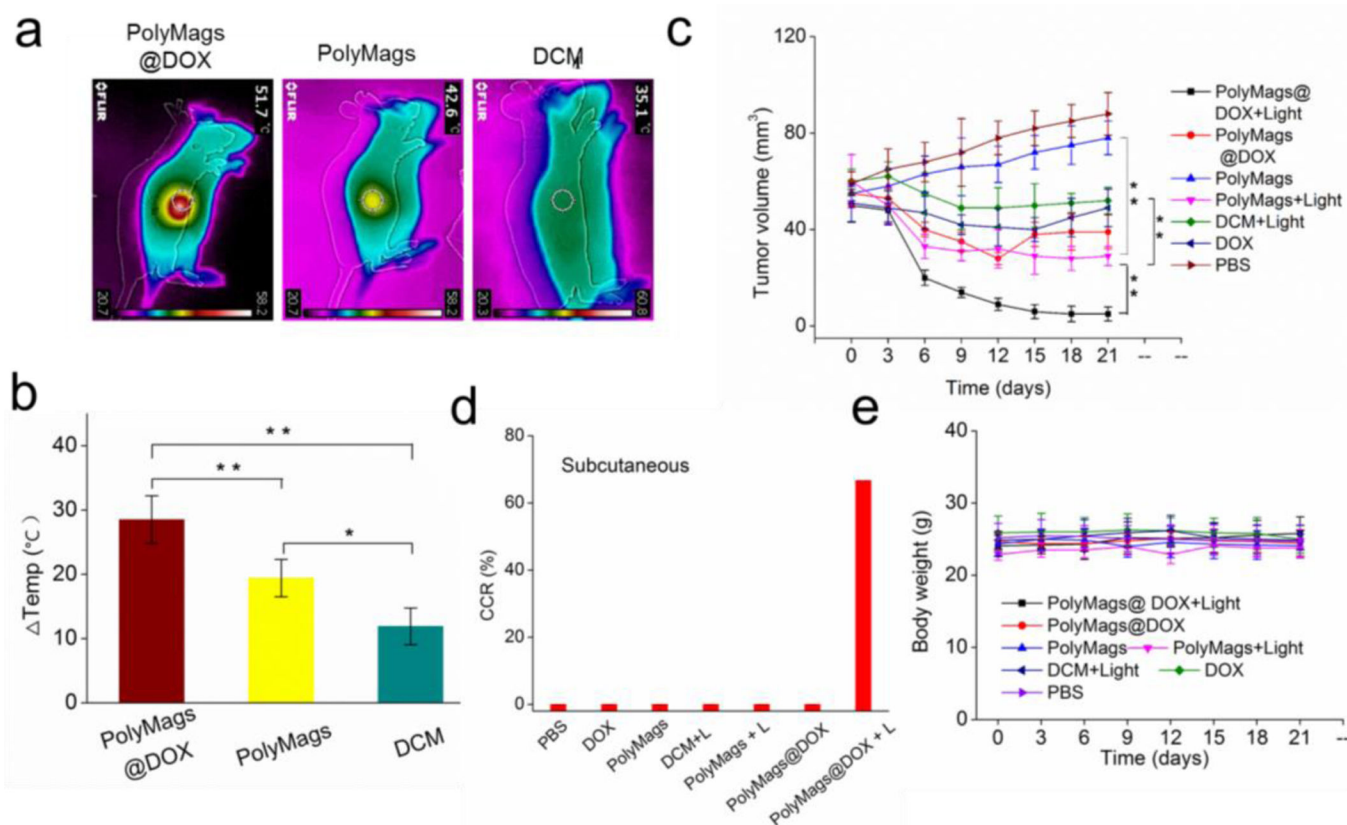 a
PolyMags
@DOX
PolyMags
DCM
FLIR
51.7
°C
20.7
58.2
FLIR
42.6
°C
20.7
58.2
FLIR
35.1
°C
20.3
60.8
b
△Temp (℃)
40
30
20
10
0
* *
* *
*
PolyMags
@DOX
PolyMags
DCM
c
Tumor volume (mm³)
120
80
40
0
0 3 6 9 12 15 18 21 -- --
Time (days)
PolyMags@
DOX+Light
PolyMags
@DOX
PolyMags
PolyMags+Light
DCM+Light
DOX
PBS
* *
* *
* *
d
CCR (%)
80
60
40
20
0
Subcutaneous
PBS
DOX
PolyMags
DCM+L
PolyMags + L
PolyMags@DOX
PolyMags@DOX + L
e
Body weight (g)
40
30
20
10
0
PolyMags@ DOX+Light
PolyMags@DOX
PolyMags PolyMags+Light
DCM+Light DOX
PBS
0 3 6 9 12 15 18 21 --
Time (days)